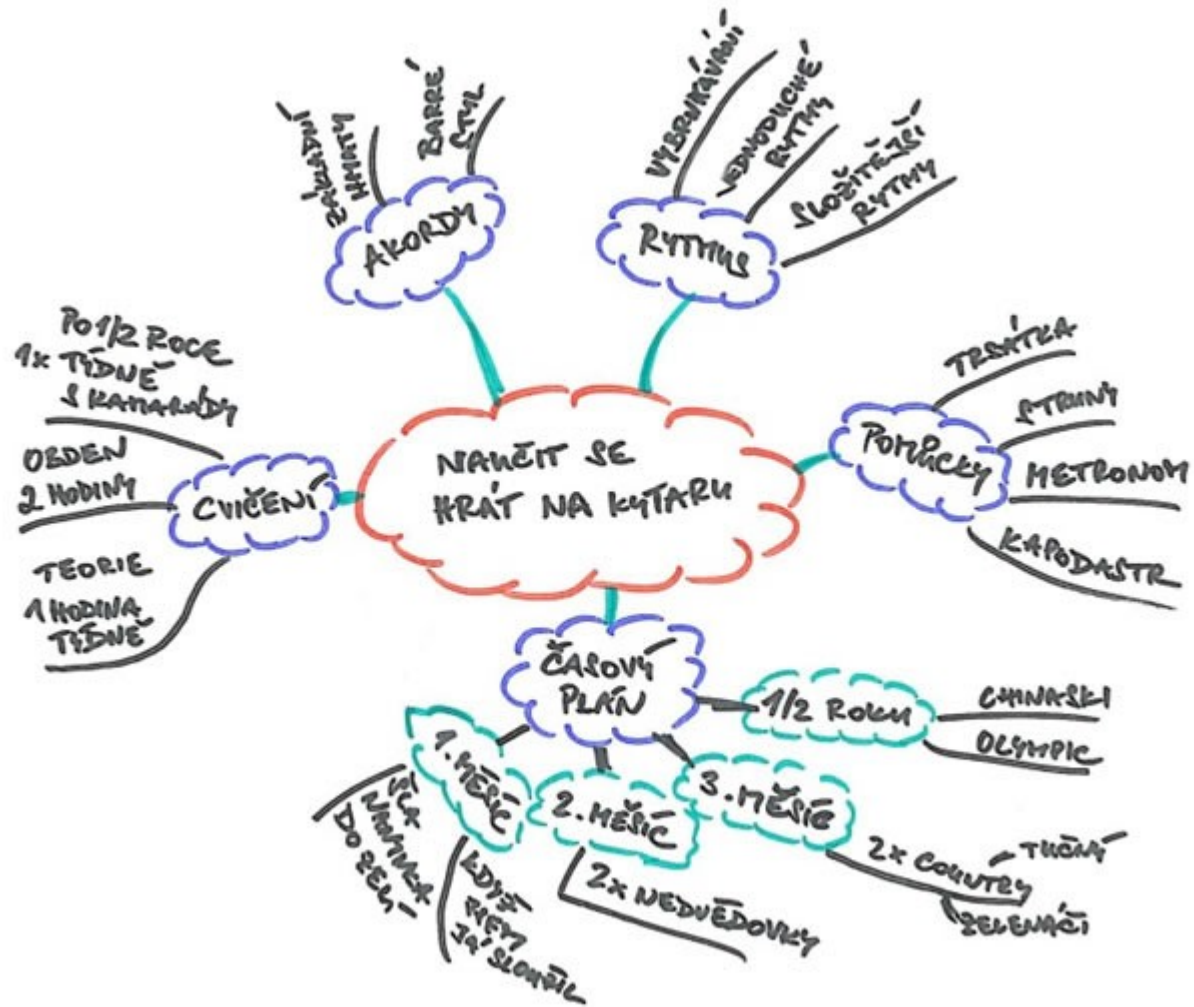 NAUČIT SE
HRÁT NA KYTARU
AKORDY
ZÁKLADNÍ
HMATY
BARRÉ
STYL
RYTMUS
VYBRNKÁVÁNÍ
JEDNODUCHÉ
RYTMY
SLOŽITĚJŠÍ
RYTMY
POMŮCKY
TRSÁTKA
STRUNY
METRONOM
KAPODASTR
ČASOVÝ
PLÁN
1/2 ROKU
CHINASKI
OLYMPIC
3. MĚSÍC
2x COUNTRY
TUČNÝ
ZELENÁČI
2. MĚSÍC
2x NEDVĚDOVKY
1. MĚSÍC
KDYŽ
JSEM
JÁ SLOUŽIL
ŠLA
NANYNKA
DO ZELÍ
CVIČENÍ
PO 1/2 ROCE
1x TÝDNĚ
S KAMARÁDY
OBDEN
2 HODINY
TEORIE
1 HODINA
TÝDNĚ